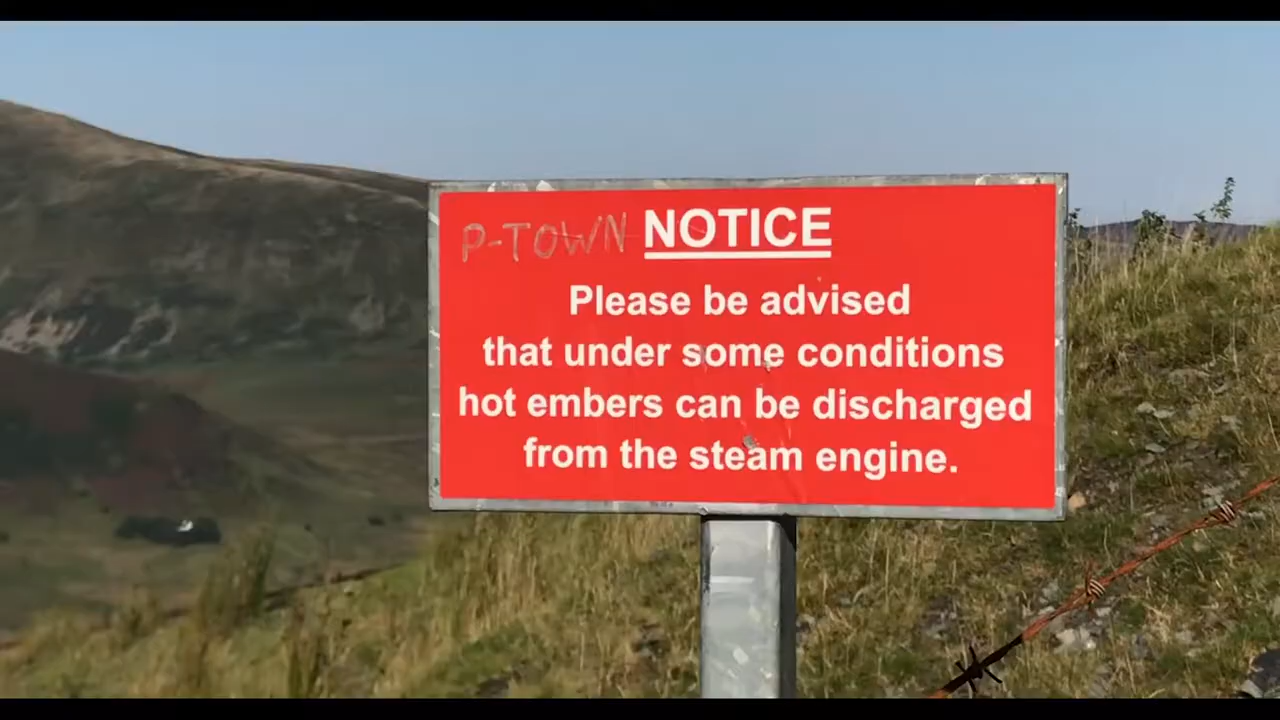 P-TOWN NOTICE
Please be advised
that under some conditions
hot embers can be discharged
from the steam engine.